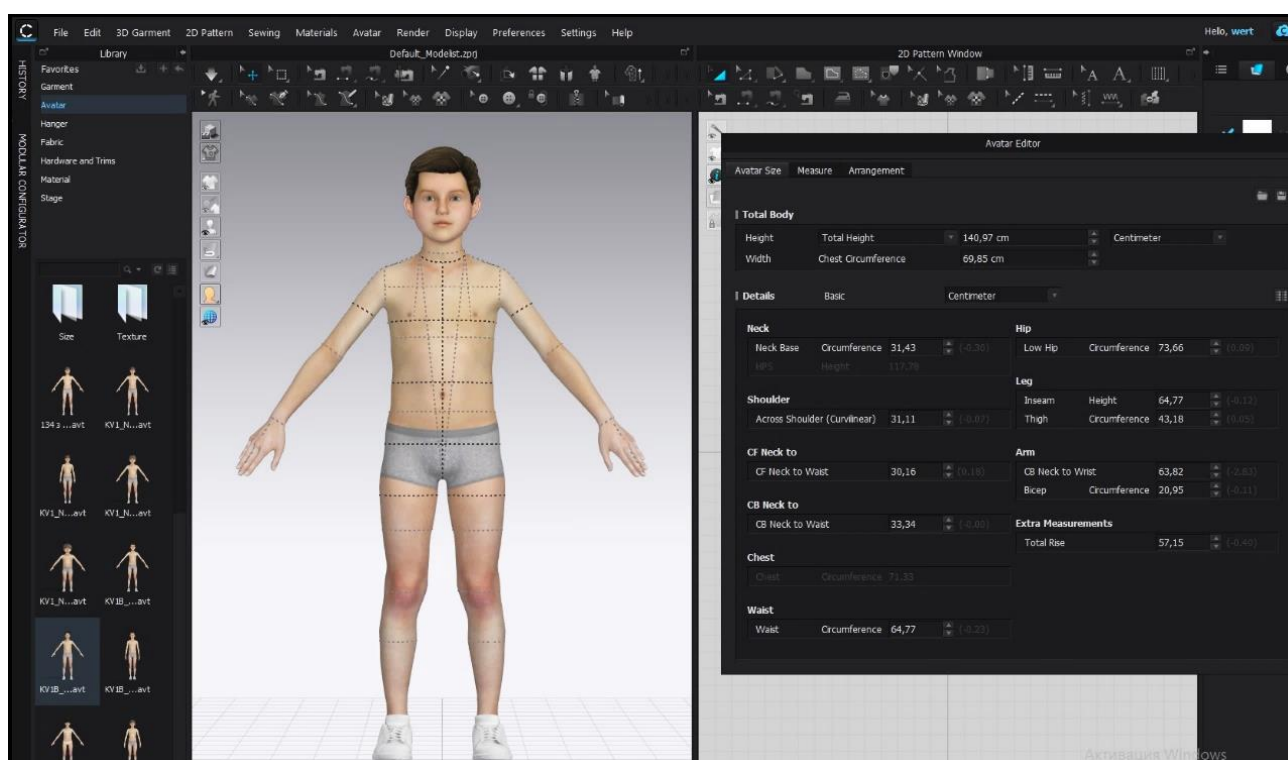 File Edit 3D Garment 2D Pattern Sewing Materials Avatar Render Display Preferences Settings Help Helo, wert
Library Default_Modelist.zprj 2D Pattern Window
HISTORY
MODULAR CONFIGURATOR
Favorites
Garment
Avatar
Hanger
Fabric
Hardware and Trims
Material
Stage
Size Texture
134 з ...avt KV1_N...avt
KV1_N...avt KV1_N...avt
KV1_N...avt KV1B_...avt
KV1B_...avt KV1B_...avt
Avatar Editor
Avatar Size Measure Arrangement
Total Body
Height Total Height 140,97 cm Centimeter
Width Chest Circumference 69,85 cm
Details Basic Centimeter
Neck
Neck Base Circumference 31,43 (-0.30)
HPS Height 117.78
Shoulder
Across Shoulder (Curvilinear) 31,11 (-0.07)
CF Neck to
CF Neck to Waist 30,16 (0.16)
CB Neck to
CB Neck to Waist 33,34
Chest
Chest Circumference 71.33
Waist
Waist Circumference 64,77 (-0.23)
Hip
Low Hip Circumference 73,66 (0.09)
Leg
Inseam Height 64,77 (-0.12)
Thigh Circumference 43,18 (0.05)
Arm
CB Neck to Wrist 63,82 (-2.83)
Bicep Circumference 20,95 (-0.11)
Extra Measurements
Total Rise 57,15 (-0.40)
Активация Windows